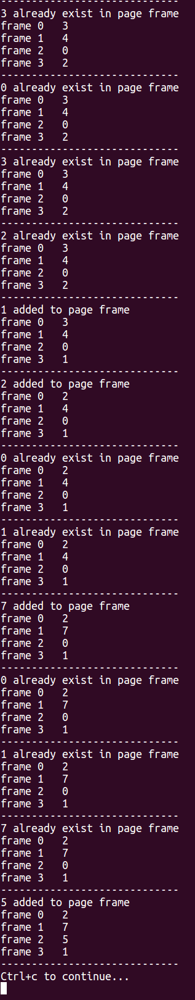 -----------------------------
3 already exist in page frame
frame 0   3
frame 1   4
frame 2   0
frame 3   2
-----------------------------
0 already exist in page frame
frame 0   3
frame 1   4
frame 2   0
frame 3   2
-----------------------------
3 already exist in page frame
frame 0   3
frame 1   4
frame 2   0
frame 3   2
-----------------------------
2 already exist in page frame
frame 0   3
frame 1   4
frame 2   0
frame 3   2
-----------------------------
1 added to page frame
frame 0   3
frame 1   4
frame 2   0
frame 3   1
-----------------------------
2 added to page frame
frame 0   2
frame 1   4
frame 2   0
frame 3   1
-----------------------------
0 already exist in page frame
frame 0   2
frame 1   4
frame 2   0
frame 3   1
-----------------------------
1 already exist in page frame
frame 0   2
frame 1   4
frame 2   0
frame 3   1
-----------------------------
7 added to page frame
frame 0   2
frame 1   7
frame 2   0
frame 3   1
-----------------------------
0 already exist in page frame
frame 0   2
frame 1   7
frame 2   0
frame 3   1
-----------------------------
1 already exist in page frame
frame 0   2
frame 1   7
frame 2   0
frame 3   1
-----------------------------
7 already exist in page frame
frame 0   2
frame 1   7
frame 2   0
frame 3   1
-----------------------------
5 added to page frame
frame 0   2
frame 1   7
frame 2   5
frame 3   1
-----------------------------
Ctrl+c to continue...